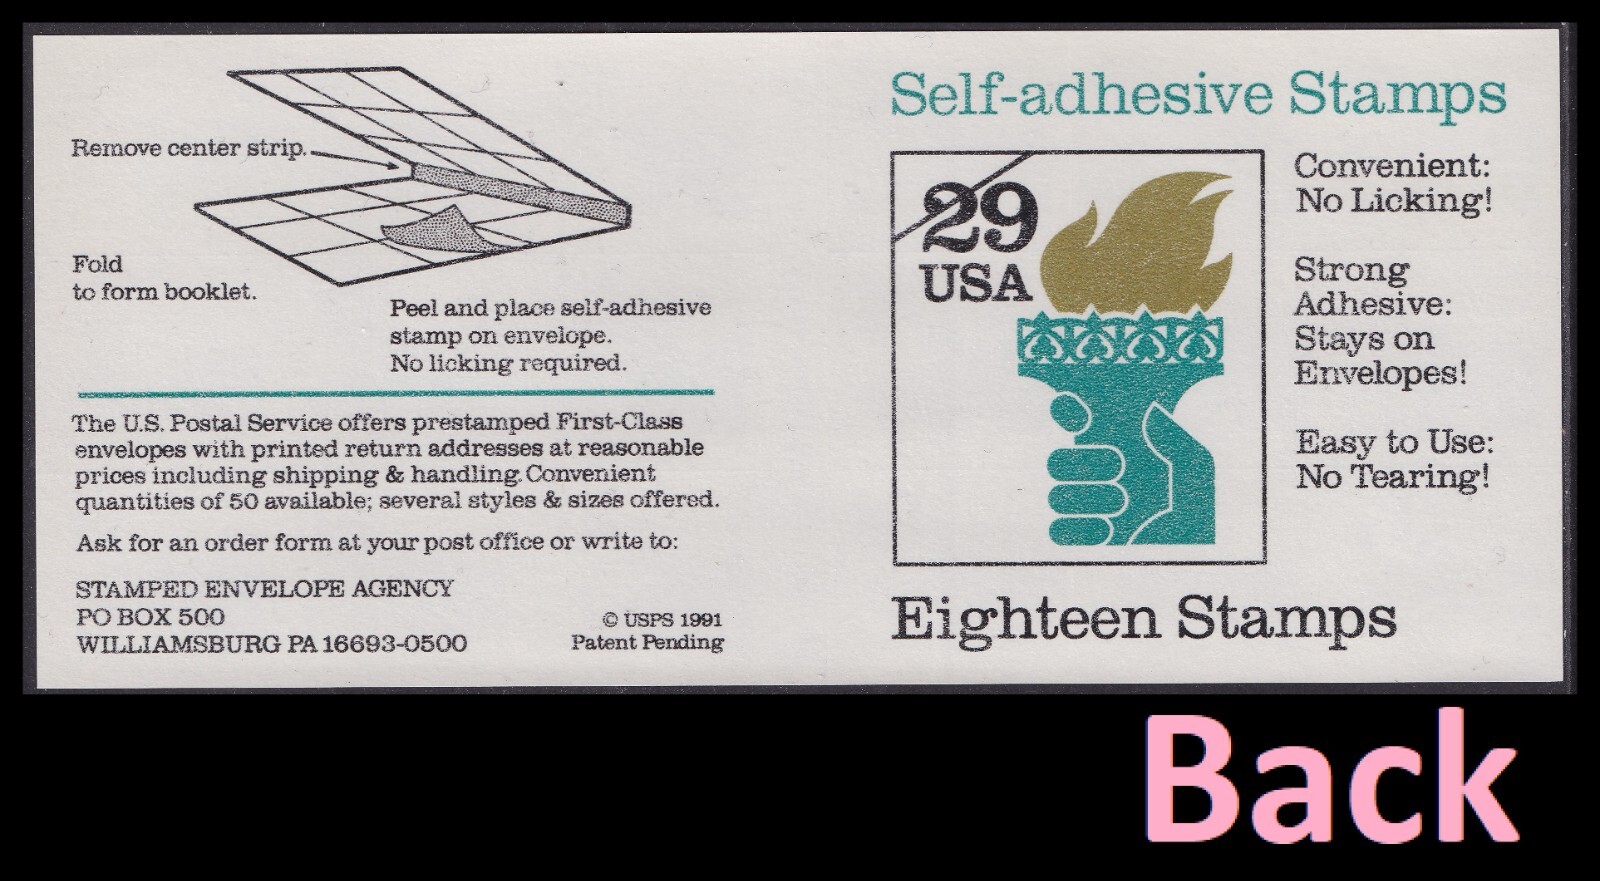 Remove center strip.
Fold
to form booklet.
Peel and place self-adhesive
stamp on envelope.
No licking required.
The U.S. Postal Service offers prestamped First-Class
envelopes with printed return addresses at reasonable
prices including shipping & handling. Convenient
quantities of 50 available; several styles & sizes offered.
Ask for an order form at your post office or write to:
STAMPED ENVELOPE AGENCY
PO BOX 500
WILLIAMSBURG PA 16693-0500
© USPS 1991
Patent Pending
Self-adhesive Stamps
29
USA
Convenient:
No Licking!
Strong
Adhesive:
Stays on
Envelopes!
Easy to Use:
No Tearing!
Eighteen Stamps
Back